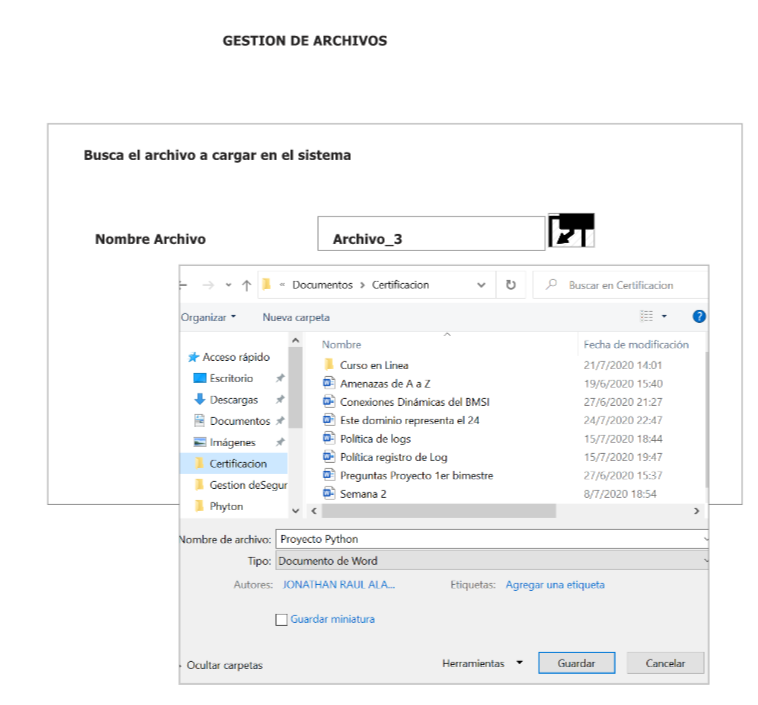 GESTION DE ARCHIVOS
Busca el archivo a cargar en el sistema
Nombre Archivo Archivo_3
« Documentos > Certificacion Buscar en Certificacion
Organizar Nueva carpeta
Nombre Fecha de modificación
Acceso rápido
Escritorio
Descargas
Documentos
Imágenes
Certificacion
Gestion deSegur
Phyton
Curso en Linea 21/7/2020 14:01
Amenazas de A a Z 19/6/2020 15:40
Conexiones Dinámicas del BMSI 27/6/2020 21:27
Este dominio representa el 24 24/7/2020 22:47
Política de logs 15/7/2020 18:44
Política registro de Log 15/7/2020 19:47
Preguntas Proyecto 1er bimestre 27/6/2020 15:37
Semana 2 8/7/2020 18:54
Nombre de archivo: Proyecto Python
Tipo: Documento de Word
Autores: JONATHAN RAUL ALA... Etiquetas: Agregar una etiqueta
Guardar miniatura
Ocultar carpetas Herramientas Guardar Cancelar